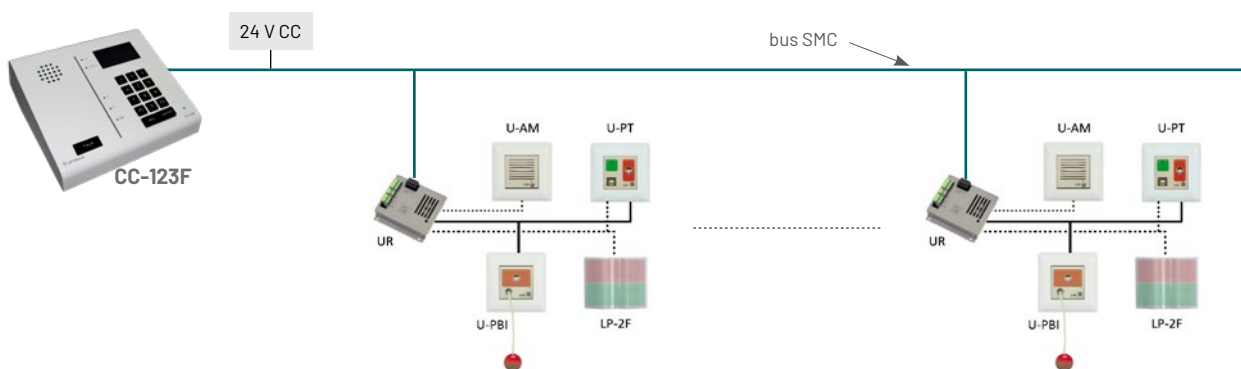 24 V CC
bus SMC
CC-123F
U-AM
U-PT
UR
U-PBI
LP-2F
U-AM
U-PT
UR
U-PBI
LP-2F